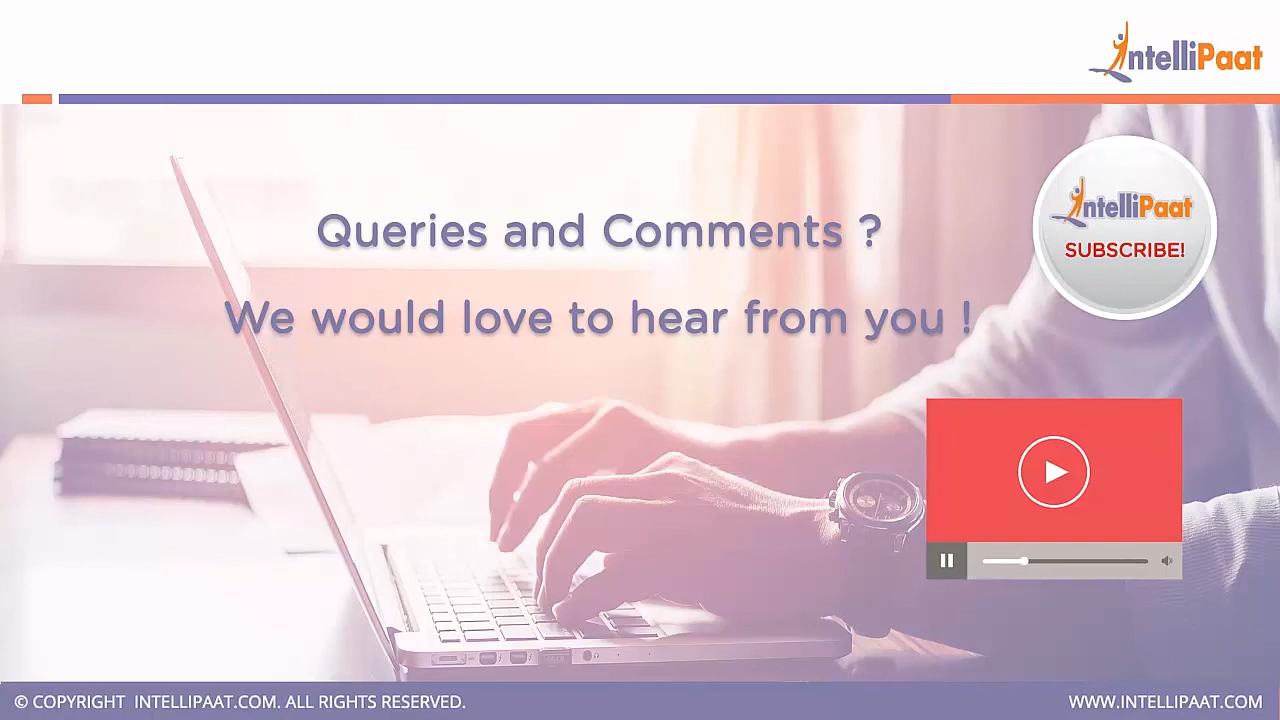 IntelliPaat
Queries and Comments ?
We would love to hear from you !
IntelliPaat
SUBSCRIBE!
© COPYRIGHT INTELLIPAAT.COM. ALL RIGHTS RESERVED.
WWW.INTELLIPAAT.COM